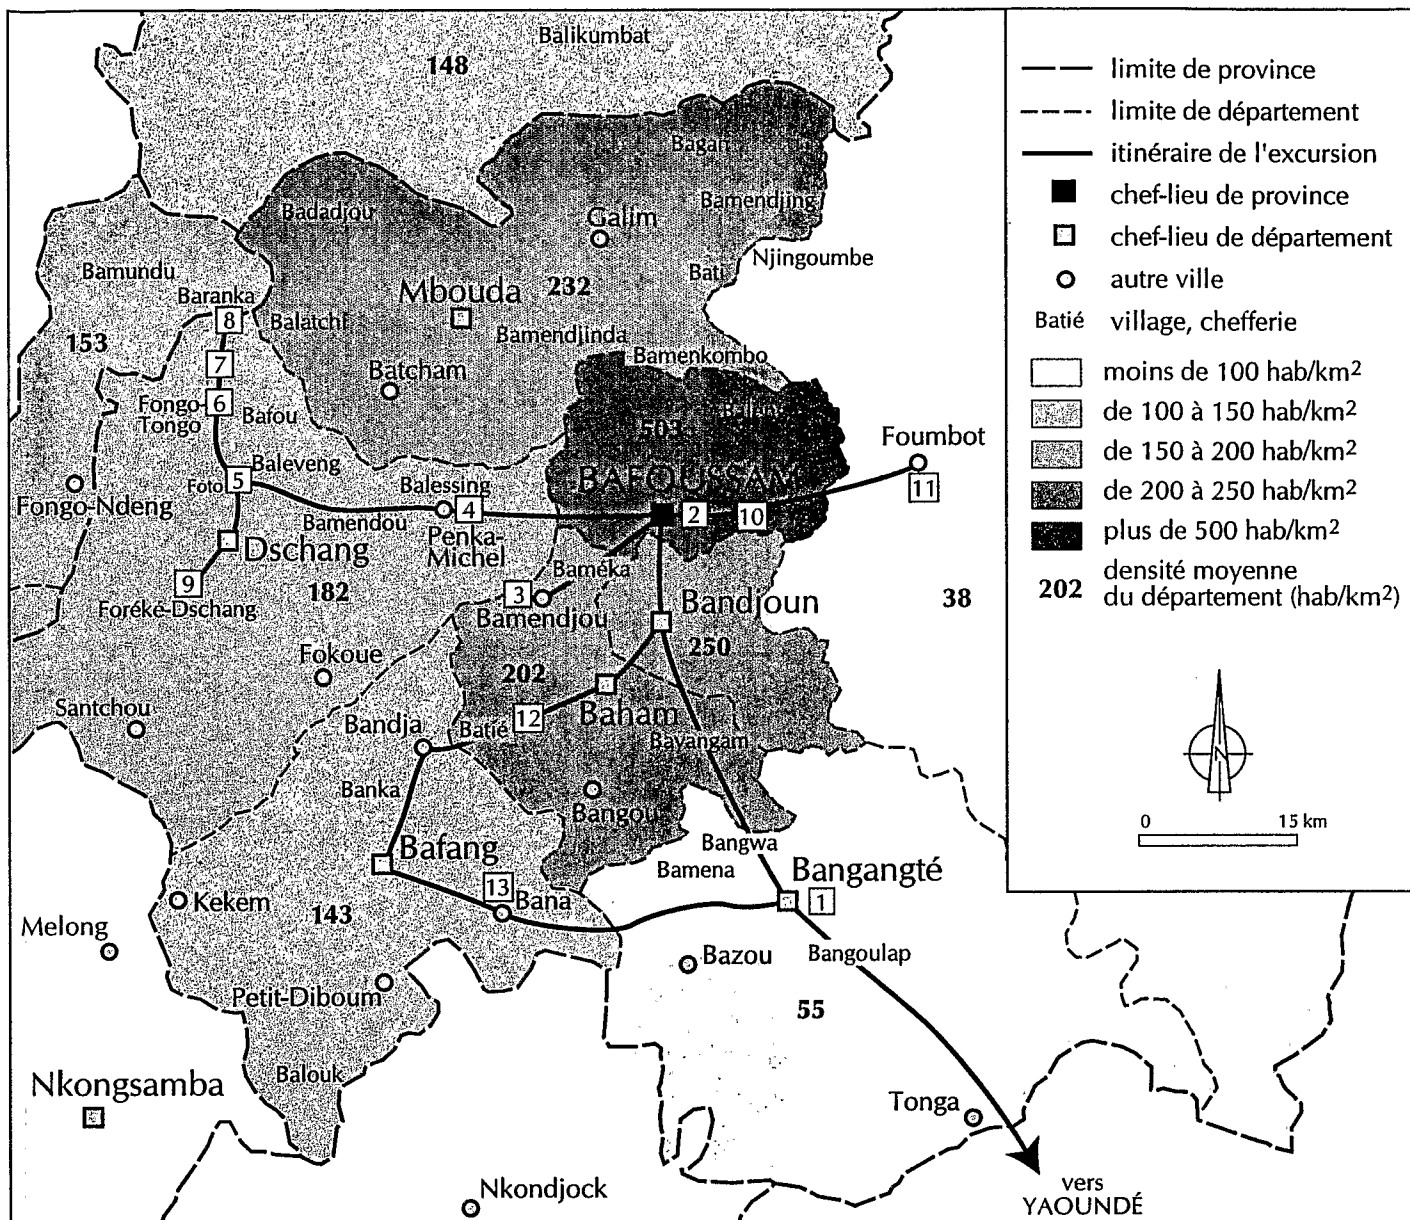 Balikumbat
148
Bagan
Badadjou
Bamendjing
Galim
Njingoumbe
Bamundu
Bati
Baranka
Mbouda
232
8
Balatchi
Bamendjinda
153
7
Bamenkombo
Batcham
6
Fongo-
Tongo
Bafou
503
Foumbot
Baleveng
Foto
5
Balessing
BAFOUSSAM
11
Fongo-Ndeng
Bamendou
4
2
10
Penka-
Michel
Dschang
9
Baméka
Foréké-Dschang
182
3
Bamendjou
Bandjoun
38
250
Fokoue
202
Santchou
12
Baham
Bandja
Batié
Bayangam
Banka
Bangou
Bafang
Bangwa
Bamena
Bangangté
13
1
Kekem
Bana
143
Melong
Bazou
Bangoulap
Petit-Diboum
55
Balouk
Nkongsamba
Tonga
Nkondjock
vers
YAOUNDÉ
limite de province
limite de département
itinéraire de l'excursion
chef-lieu de province
chef-lieu de département
autre ville
Batié village, chefferie
moins de 100 hab/km2
de 100 à 150 hab/km2
de 150 à 200 hab/km2
de 200 à 250 hab/km2
plus de 500 hab/km2
202 densité moyenne
du département (hab/km2)
N
0 15 km